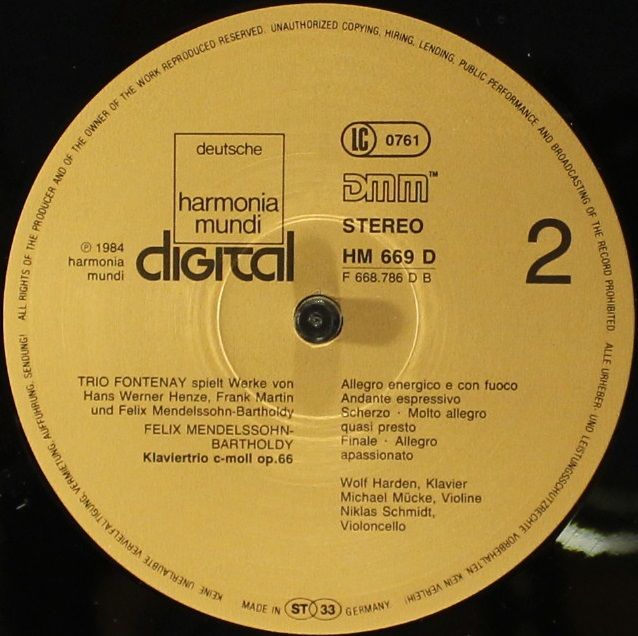 ALL RIGHTS OF THE PRODUCER AND OF THE OWNER OF THE WORK REPRODUCED RESERVED. UNAUTHORIZED COPYING, HIRING, LENDING, PUBLIC PERFORMANCE AND BROADCASTING OF THE RECORD PROHIBITED. ALLE URHEBER- UND LEISTUNGSSCHUTZRECHTE VORBEHALTEN. KEIN VERLEIH! KEINE UNERLAUBTE VERVIELFÄLTIGUNG, VERMIETUNG, AUFFÜHRUNG, SENDUNG!
deutsche
harmonia
mundi
digital
℗ 1984
harmonia
mundi
LC 0761
DMM™
STEREO
HM 669 D
F 668.786 D B
2
TRIO FONTENAY spielt Werke von
Hans Werner Henze, Frank Martin
und Felix Mendelssohn-Bartholdy
FELIX MENDELSSOHN-
BARTHOLDY
Klaviertrio c-moll op.66
Allegro energico e con fuoco
Andante espressivo
Scherzo · Molto allegro
quasi presto
Finale · Allegro
apassionato
Wolf Harden, Klavier
Michael Mücke, Violine
Niklas Schmidt,
Violoncello
MADE IN ST 33 GERMANY